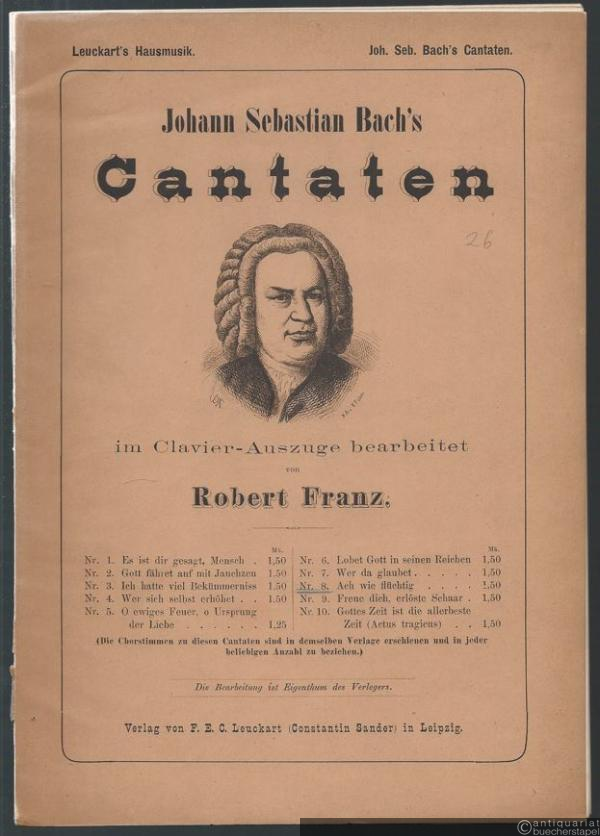 Leuckart's Hausmusik. Joh. Seb. Bach's Cantaten.
Johann Sebastian Bach's
Cantaten
26
im Clavier-Auszuge bearbeitet
von
Robert Franz.
Mk.
Nr. 1. Es ist dir gesagt, Mensch . 1,50
Nr. 2. Gott fähret auf mit Jauchzen 1.50
Nr. 3. Ich hatte viel Bekümmerniss 1.50
Nr. 4. Wer sich selbst erhöhet . . 1.50
Nr. 5. O ewiges Feuer, o Ursprung
der Liebe . . . . . . 1,25
Mk.
Nr. 6. Lobet Gott in seinen Reichen 1,50
Nr. 7. Wer da glaubet . . . . . 1,50
Nr. 8. Ach wie flüchtig . . . . 1,50
Nr. 9. Freue dich, erlöste Schaar . 1,50
Nr. 10. Gottes Zeit ist die allerbeste
Zeit (Actus tragicus) . . 1,50
(Die Chorstimmen zu diesen Cantaten sind in demselben Verlage erschienen und in jeder
beliebigen Anzahl zu beziehen.)
Die Bearbeitung ist Eigenthum des Verlegers.
Verlag von F. E. C. Leuckart (Constantin Sander) in Leipzig.
antiquariat
buecherstapel